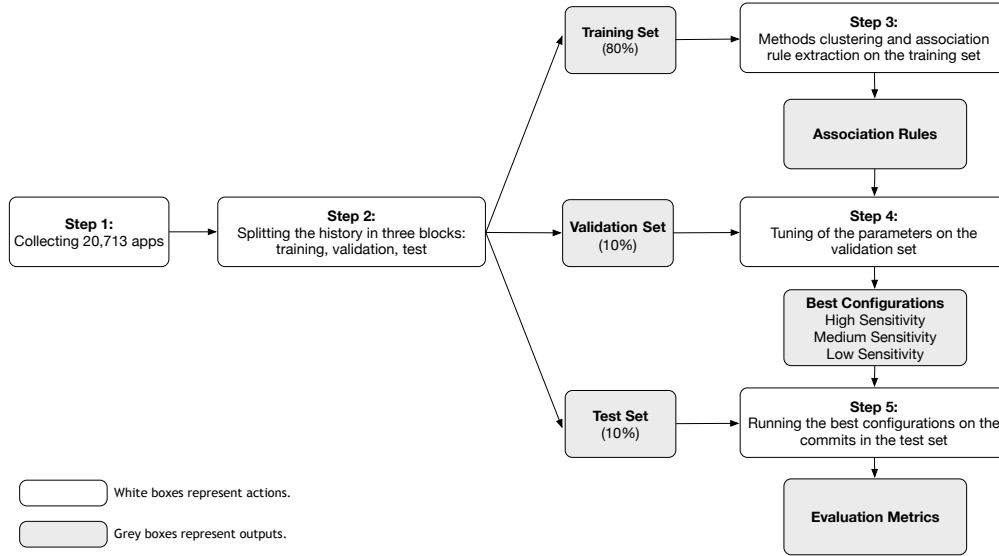 Step 1:
Collecting 20,713 apps
Step 2:
Splitting the history in three blocks:
training, validation, test
Training Set
(80%)
Step 3:
Methods clustering and association
rule extraction on the training set
Association Rules
Validation Set
(10%)
Step 4:
Tuning of the parameters on the
validation set
Best Configurations
High Sensitivity
Medium Sensitivity
Low Sensitivity
Test Set
(10%)
Step 5:
Running the best configurations on the
commits in the test set
Evaluation Metrics
White boxes represent actions.
Grey boxes represent outputs.